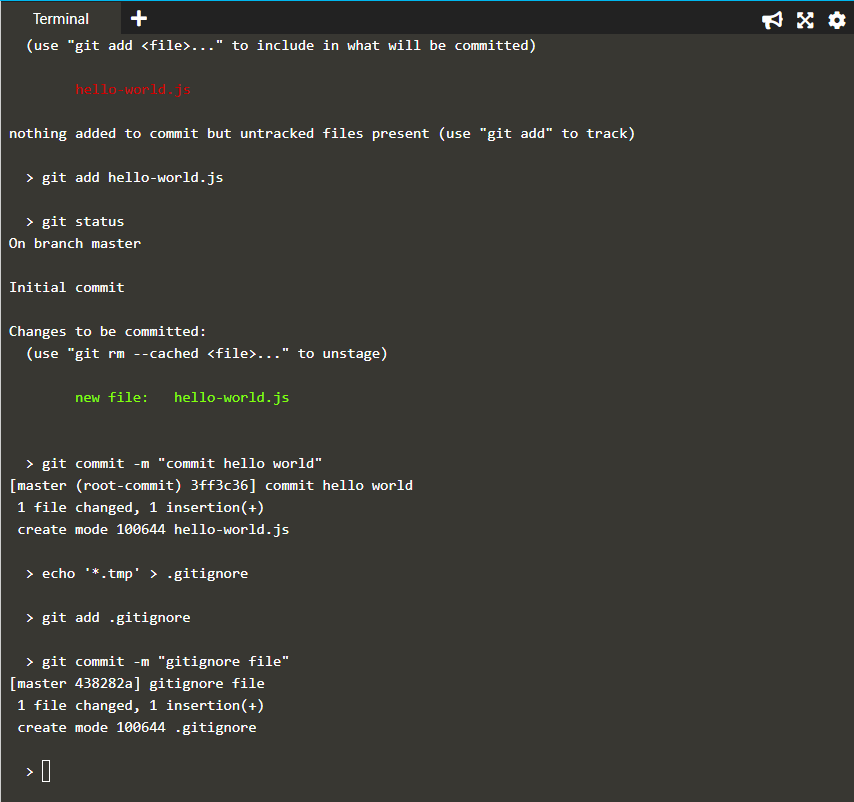 Terminal
(use "git add <file>..." to include in what will be committed)
hello-world.js
nothing added to commit but untracked files present (use "git add" to track)
> git add hello-world.js
> git status
On branch master
Initial commit
Changes to be committed:
(use "git rm --cached <file>..." to unstage)
new file:   hello-world.js
> git commit -m "commit hello world"
[master (root-commit) 3ff3c36] commit hello world
1 file changed, 1 insertion(+)
create mode 100644 hello-world.js
> echo '*.tmp' > .gitignore
> git add .gitignore
> git commit -m "gitignore file"
[master 438282a] gitignore file
1 file changed, 1 insertion(+)
create mode 100644 .gitignore
>